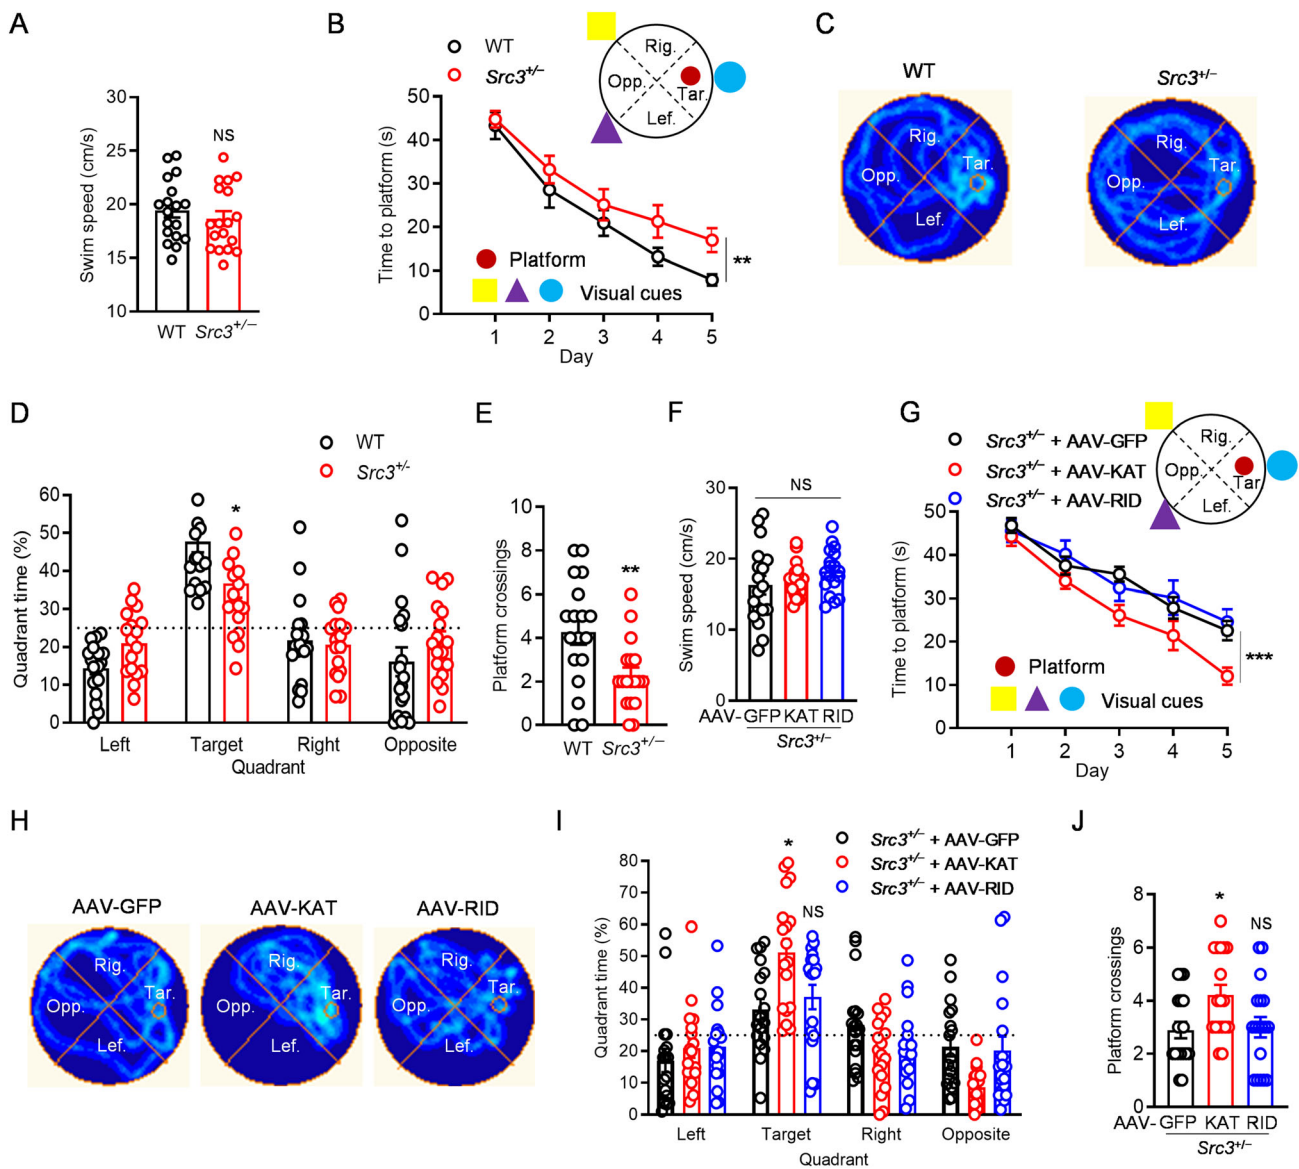 A
Swim speed (cm/s)
30
25
20
15
10
NS
WT
Src3+/−
B
WT
Src3+/−
Rig.
Opp.
Tar.
Lef.
Time to platform (s)
50
40
30
20
10
0
**
Platform
Visual cues
1 2 3 4 5
Day
C
WT
Src3+/−
Rig.
Opp.
Tar.
Lef.
Rig.
Opp.
Tar.
Lef.
D
WT
Src3+/-
Quadrant time (%)
60
50
40
30
20
10
0
*
Left Target Right Opposite
Quadrant
E
Platform crossings
10
8
6
4
2
0
**
WT Src3+/−
F
Swim speed (cm/s)
30
20
10
0
NS
AAV-GFP KAT RID
Src3+/−
G
Src3+/− + AAV-GFP
Src3+/− + AAV-KAT
Src3+/− + AAV-RID
Rig.
Opp.
Tar.
Lef.
Time to platform (s)
50
40
30
20
10
0
***
Platform
Visual cues
1 2 3 4 5
Day
H
AAV-GFP
AAV-KAT
AAV-RID
Rig.
Opp.
Tar.
Lef.
Rig.
Opp.
Tar.
Lef.
Rig.
Opp.
Tar.
Lef.
I
Src3+/− + AAV-GFP
Src3+/− + AAV-KAT
Src3+/− + AAV-RID
Quadrant time (%)
80
70
60
50
40
30
20
10
0
*
NS
Left Target Right Opposite
Quadrant
J
Platform crossings
8
6
4
2
0
*
NS
AAV-GFP KAT RID
Src3+/−